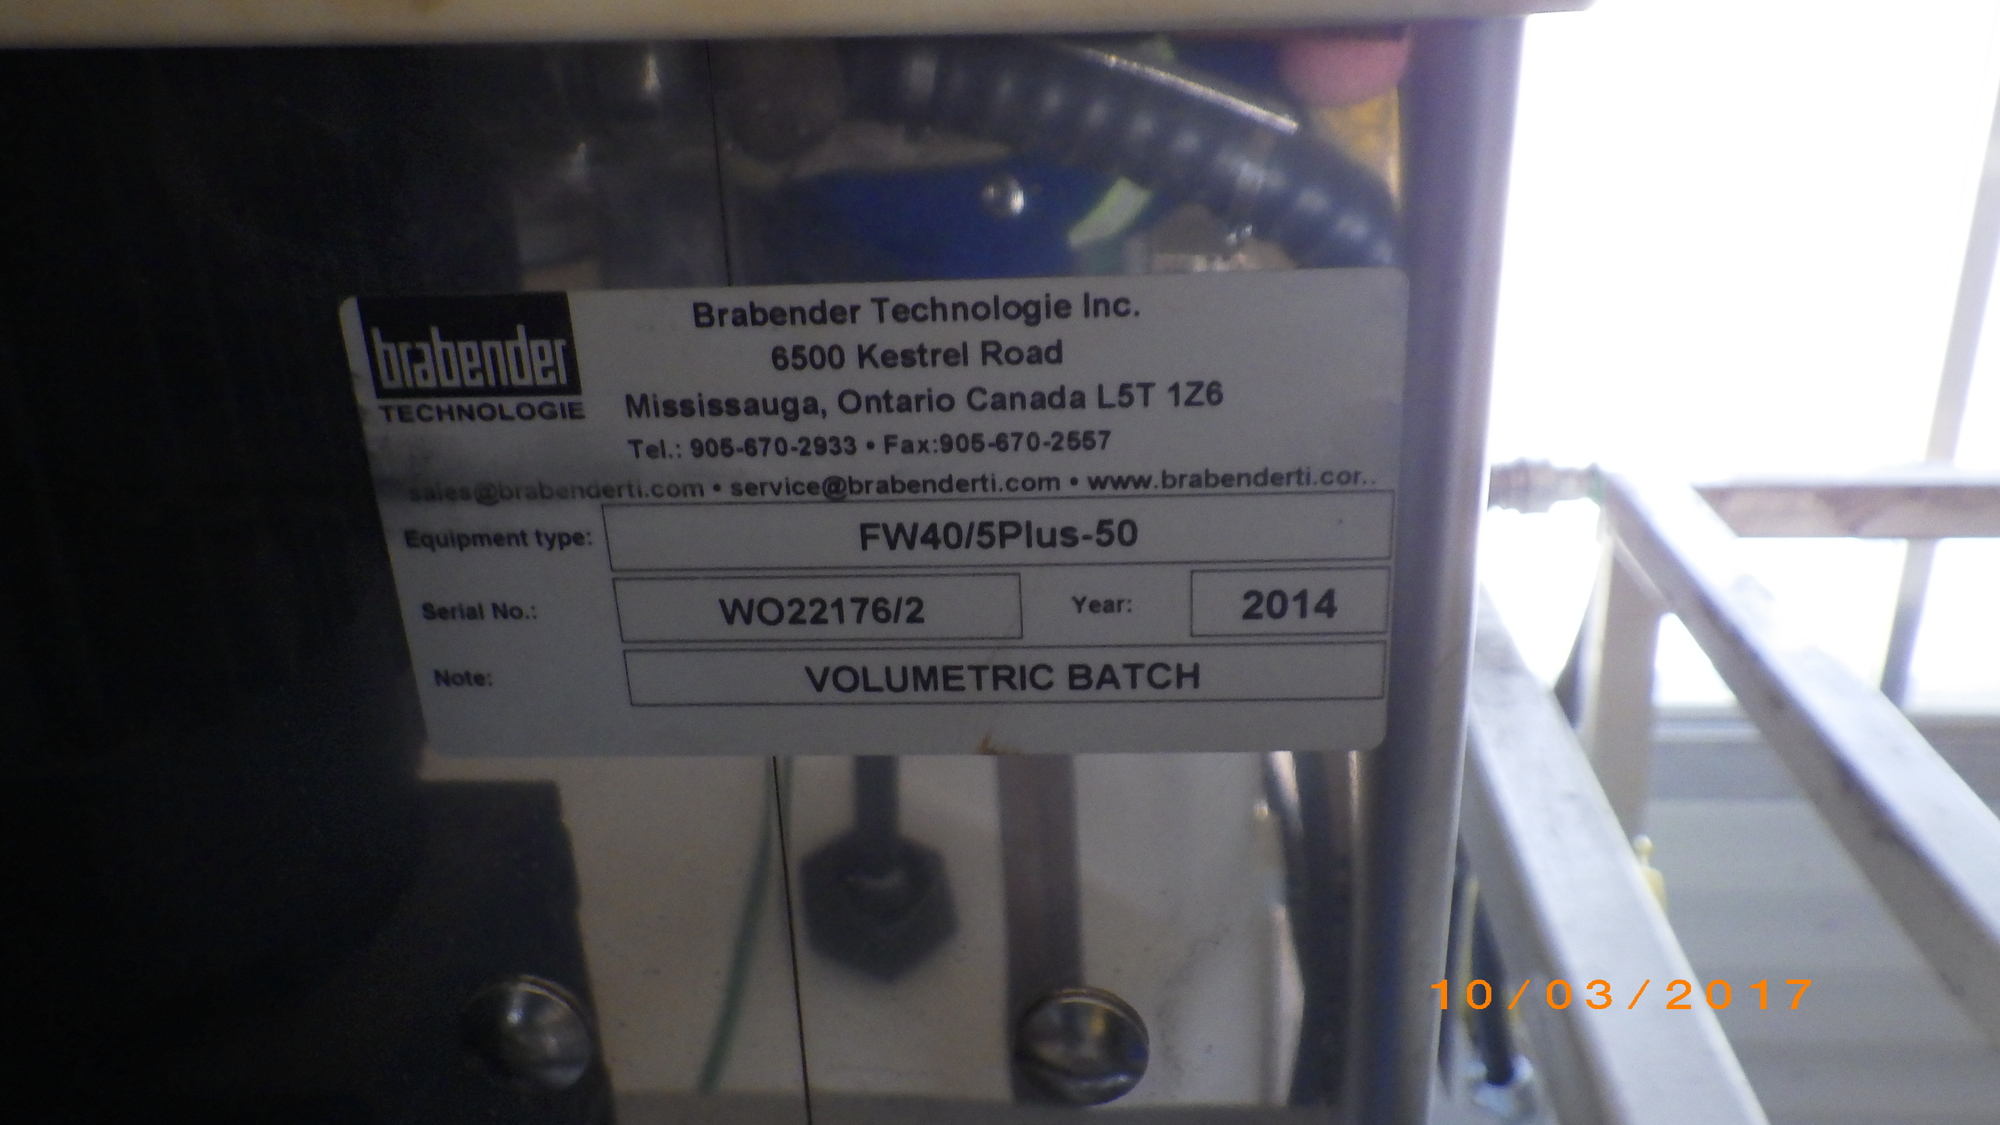 brabender
TECHNOLOGIE
Brabender Technologie Inc.
6500 Kestrel Road
Mississauga, Ontario Canada L5T 1Z6
Tel.: 905-670-2933 • Fax:905-670-2557
sales@brabenderti.com • service@brabenderti.com • www.brabenderti.cor..
Equipment type: FW40/5Plus-50
Serial No.: WO22176/2 Year: 2014
Note: VOLUMETRIC BATCH
10/03/2017